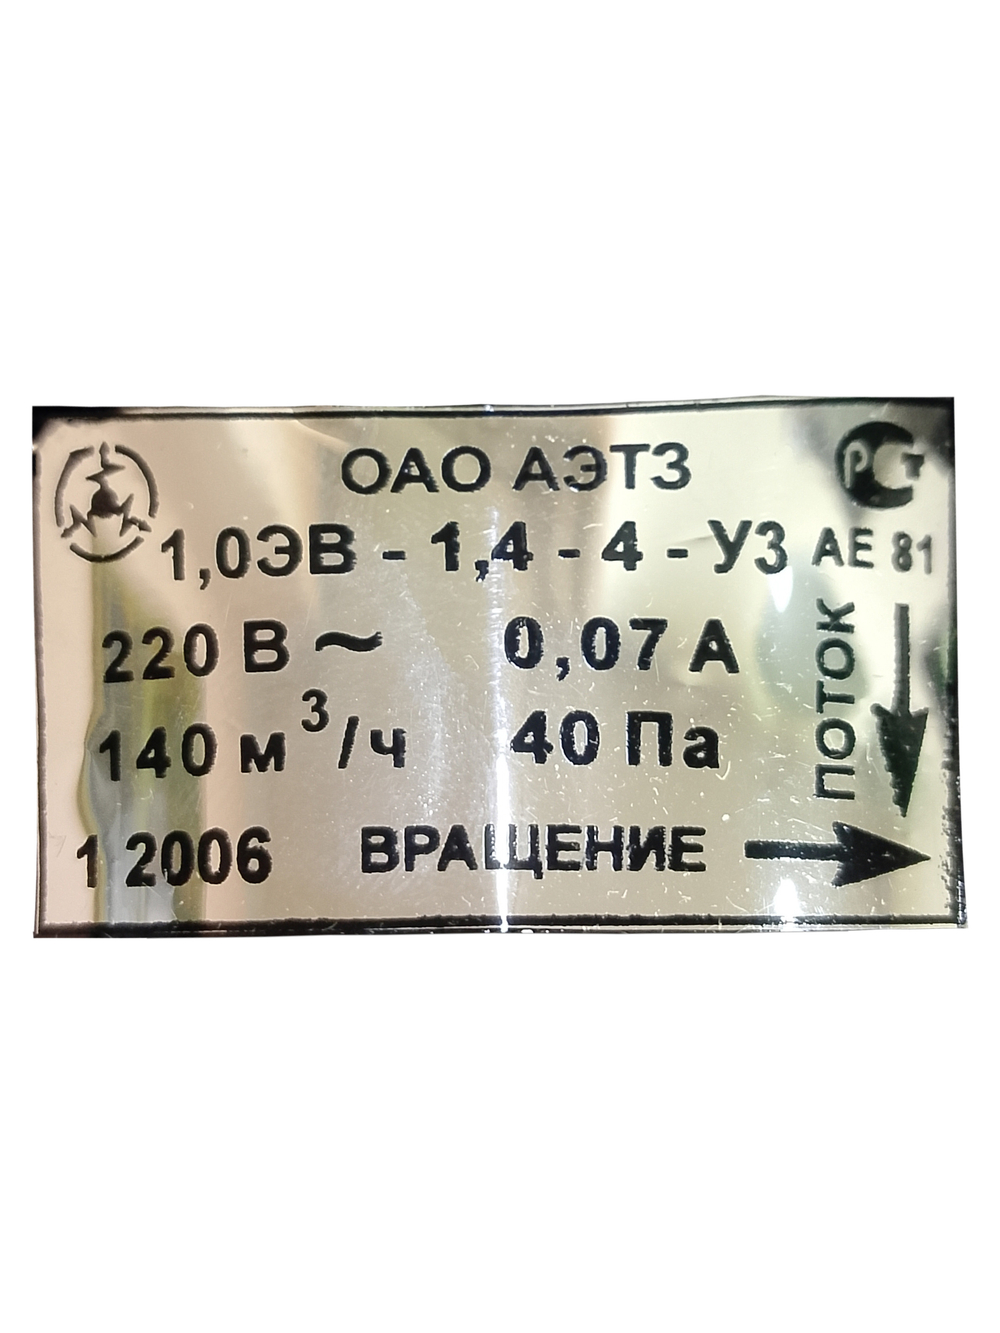 ОАО АЭТЗ
РСТ
1,0ЭВ - 1,4 - 4 - У3 АЕ 81
220 В ~ 0,07 А
140 м³/ч 40 Па
ПОТОК
1 2006 ВРАЩЕНИЕ